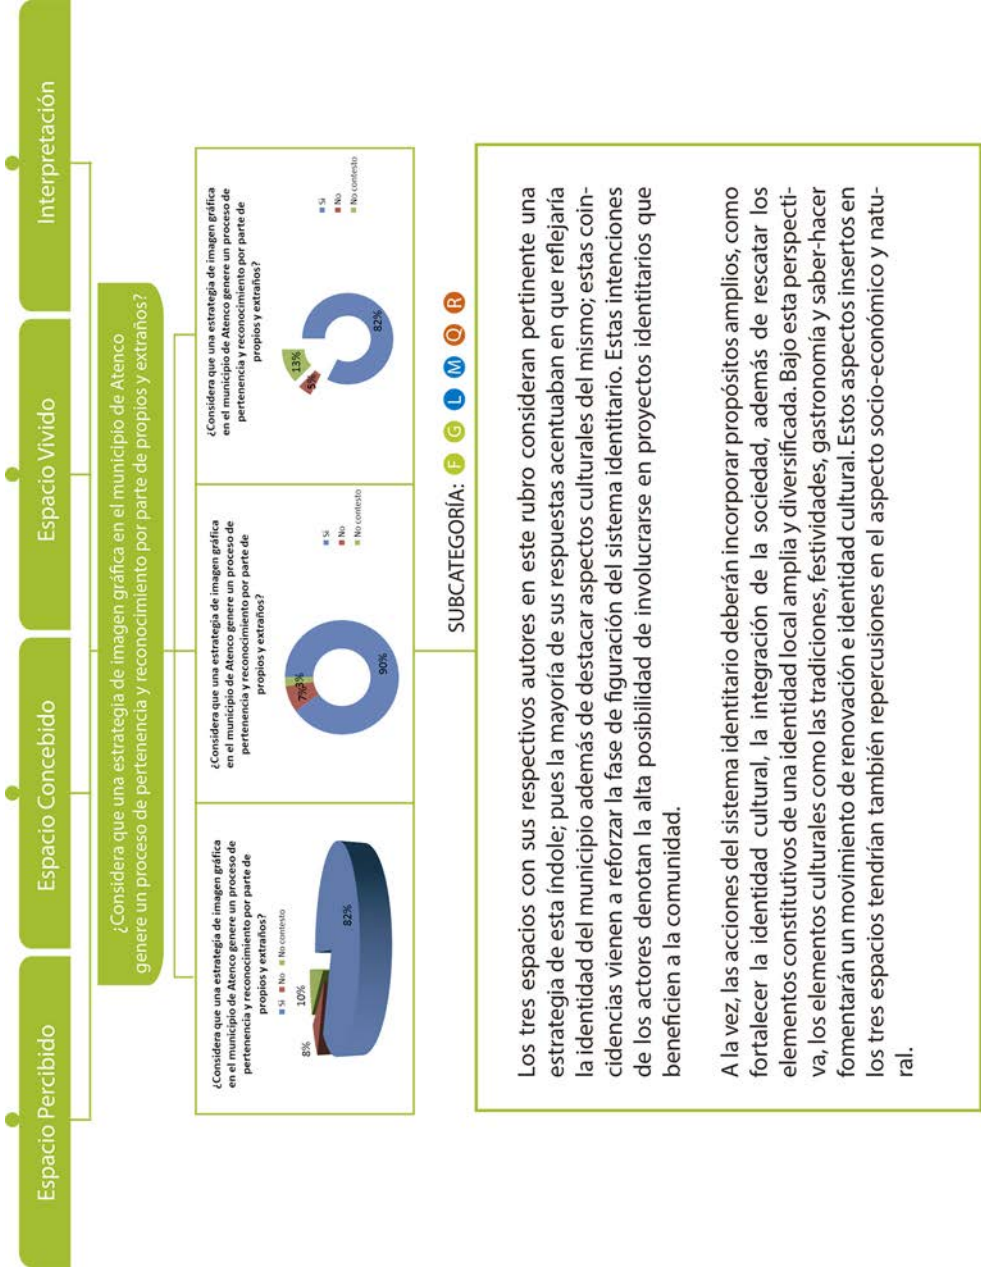 Espacio Percibido
Espacio Concebido
Espacio Vivido
Interpretación
¿Considera que una estrategia de imagen gráfica en el municipio de Atenco
genere un proceso de pertenencia y reconocimiento por parte de propios y extraños?
¿Considera que una estrategia de imagen gráfica
en el municipio de Atenco genere un proceso de
pertenencia y reconocimiento por parte de
propios y extraños?
Si No No contesto
8%
10%
82%
¿Considera que una estrategia de imagen gráfica
en el municipio de Atenco genere un proceso de
pertenencia y reconocimiento por parte de
propios y extraños?
7%
3%
90%
Si
No
No contesto
¿Considera que una estrategia de imagen gráfica
en el municipio de Atenco genere un proceso de
pertenencia y reconocimiento por parte de
propios y extraños?
5%
13%
82%
Si
No
No contesto
SUBCATEGORÍA: F G L M Q R
Los tres espacios con sus respectivos autores en este rubro consideran pertinente una
estrategia de esta índole; pues la mayoría de sus respuestas acentuaban en que reflejaría
la identidad del municipio además de destacar aspectos culturales del mismo; estas coin-
cidencias vienen a reforzar la fase de figuración del sistema identitario. Estas intenciones
de los actores denotan la alta posibilidad de involucrarse en proyectos identitarios que
beneficien a la comunidad.
A la vez, las acciones del sistema identitario deberán incorporar propósitos amplios, como
fortalecer la identidad cultural, la integración de la sociedad, además de rescatar los
elementos constitutivos de una identidad local amplia y diversificada. Bajo esta perspecti-
va, los elementos culturales como las tradiciones, festividades, gastronomía y saber-hacer
fomentarán un movimiento de renovación e identidad cultural. Estos aspectos insertos en
los tres espacios tendrían también repercusiones en el aspecto socio-económico y natu-
ral.